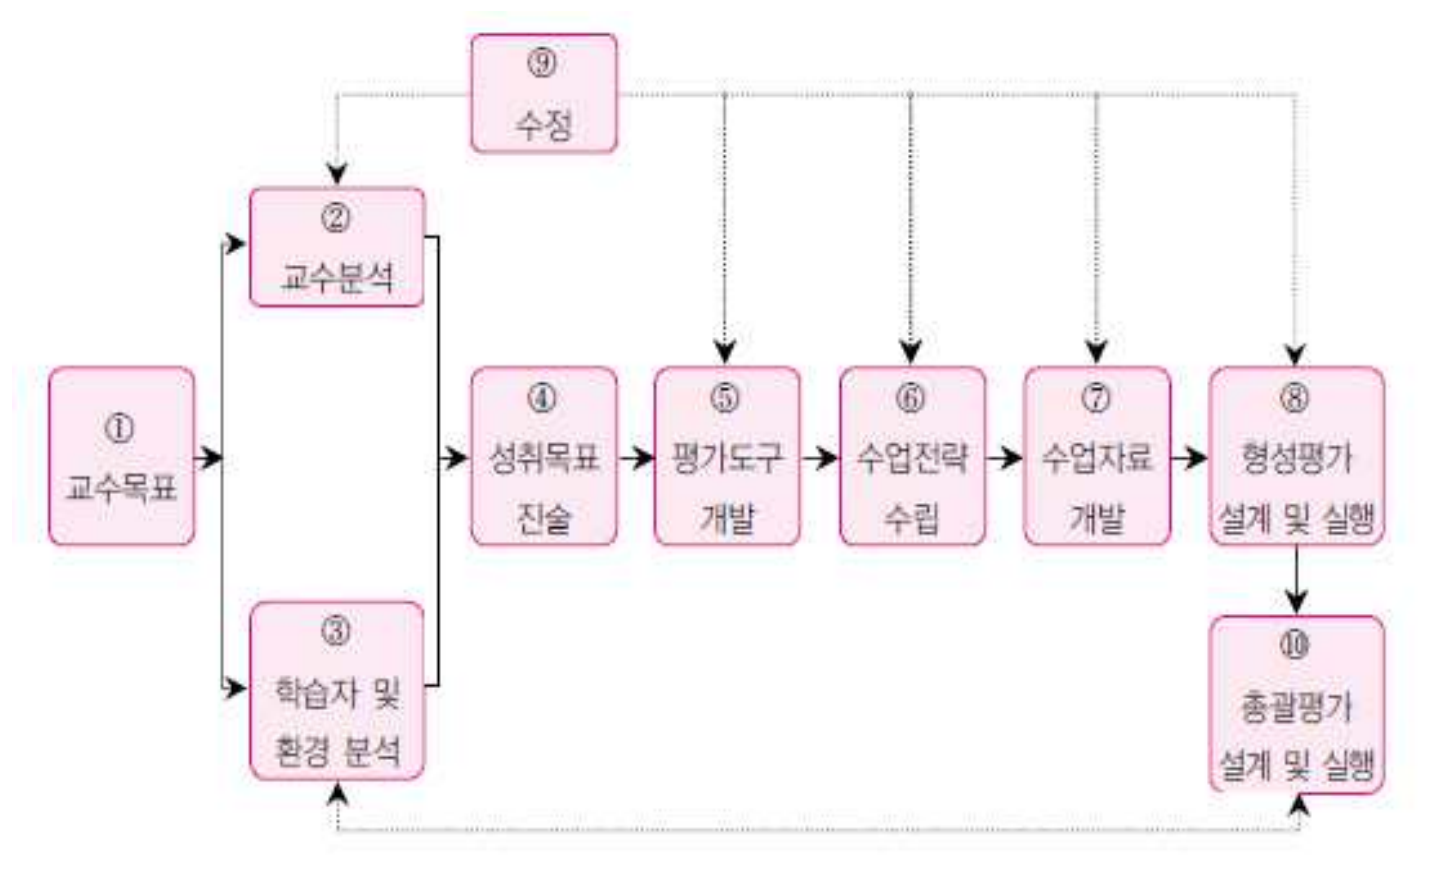 ⑨
수정
②
교수분석
①
교수목표
③
학습자 및
환경 분석
④
성취목표
진술
⑤
평가도구
개발
⑥
수업전략
수립
⑦
수업자료
개발
⑧
형성평가
설계 및 실행
⑩
총괄평가
설계 및 실행